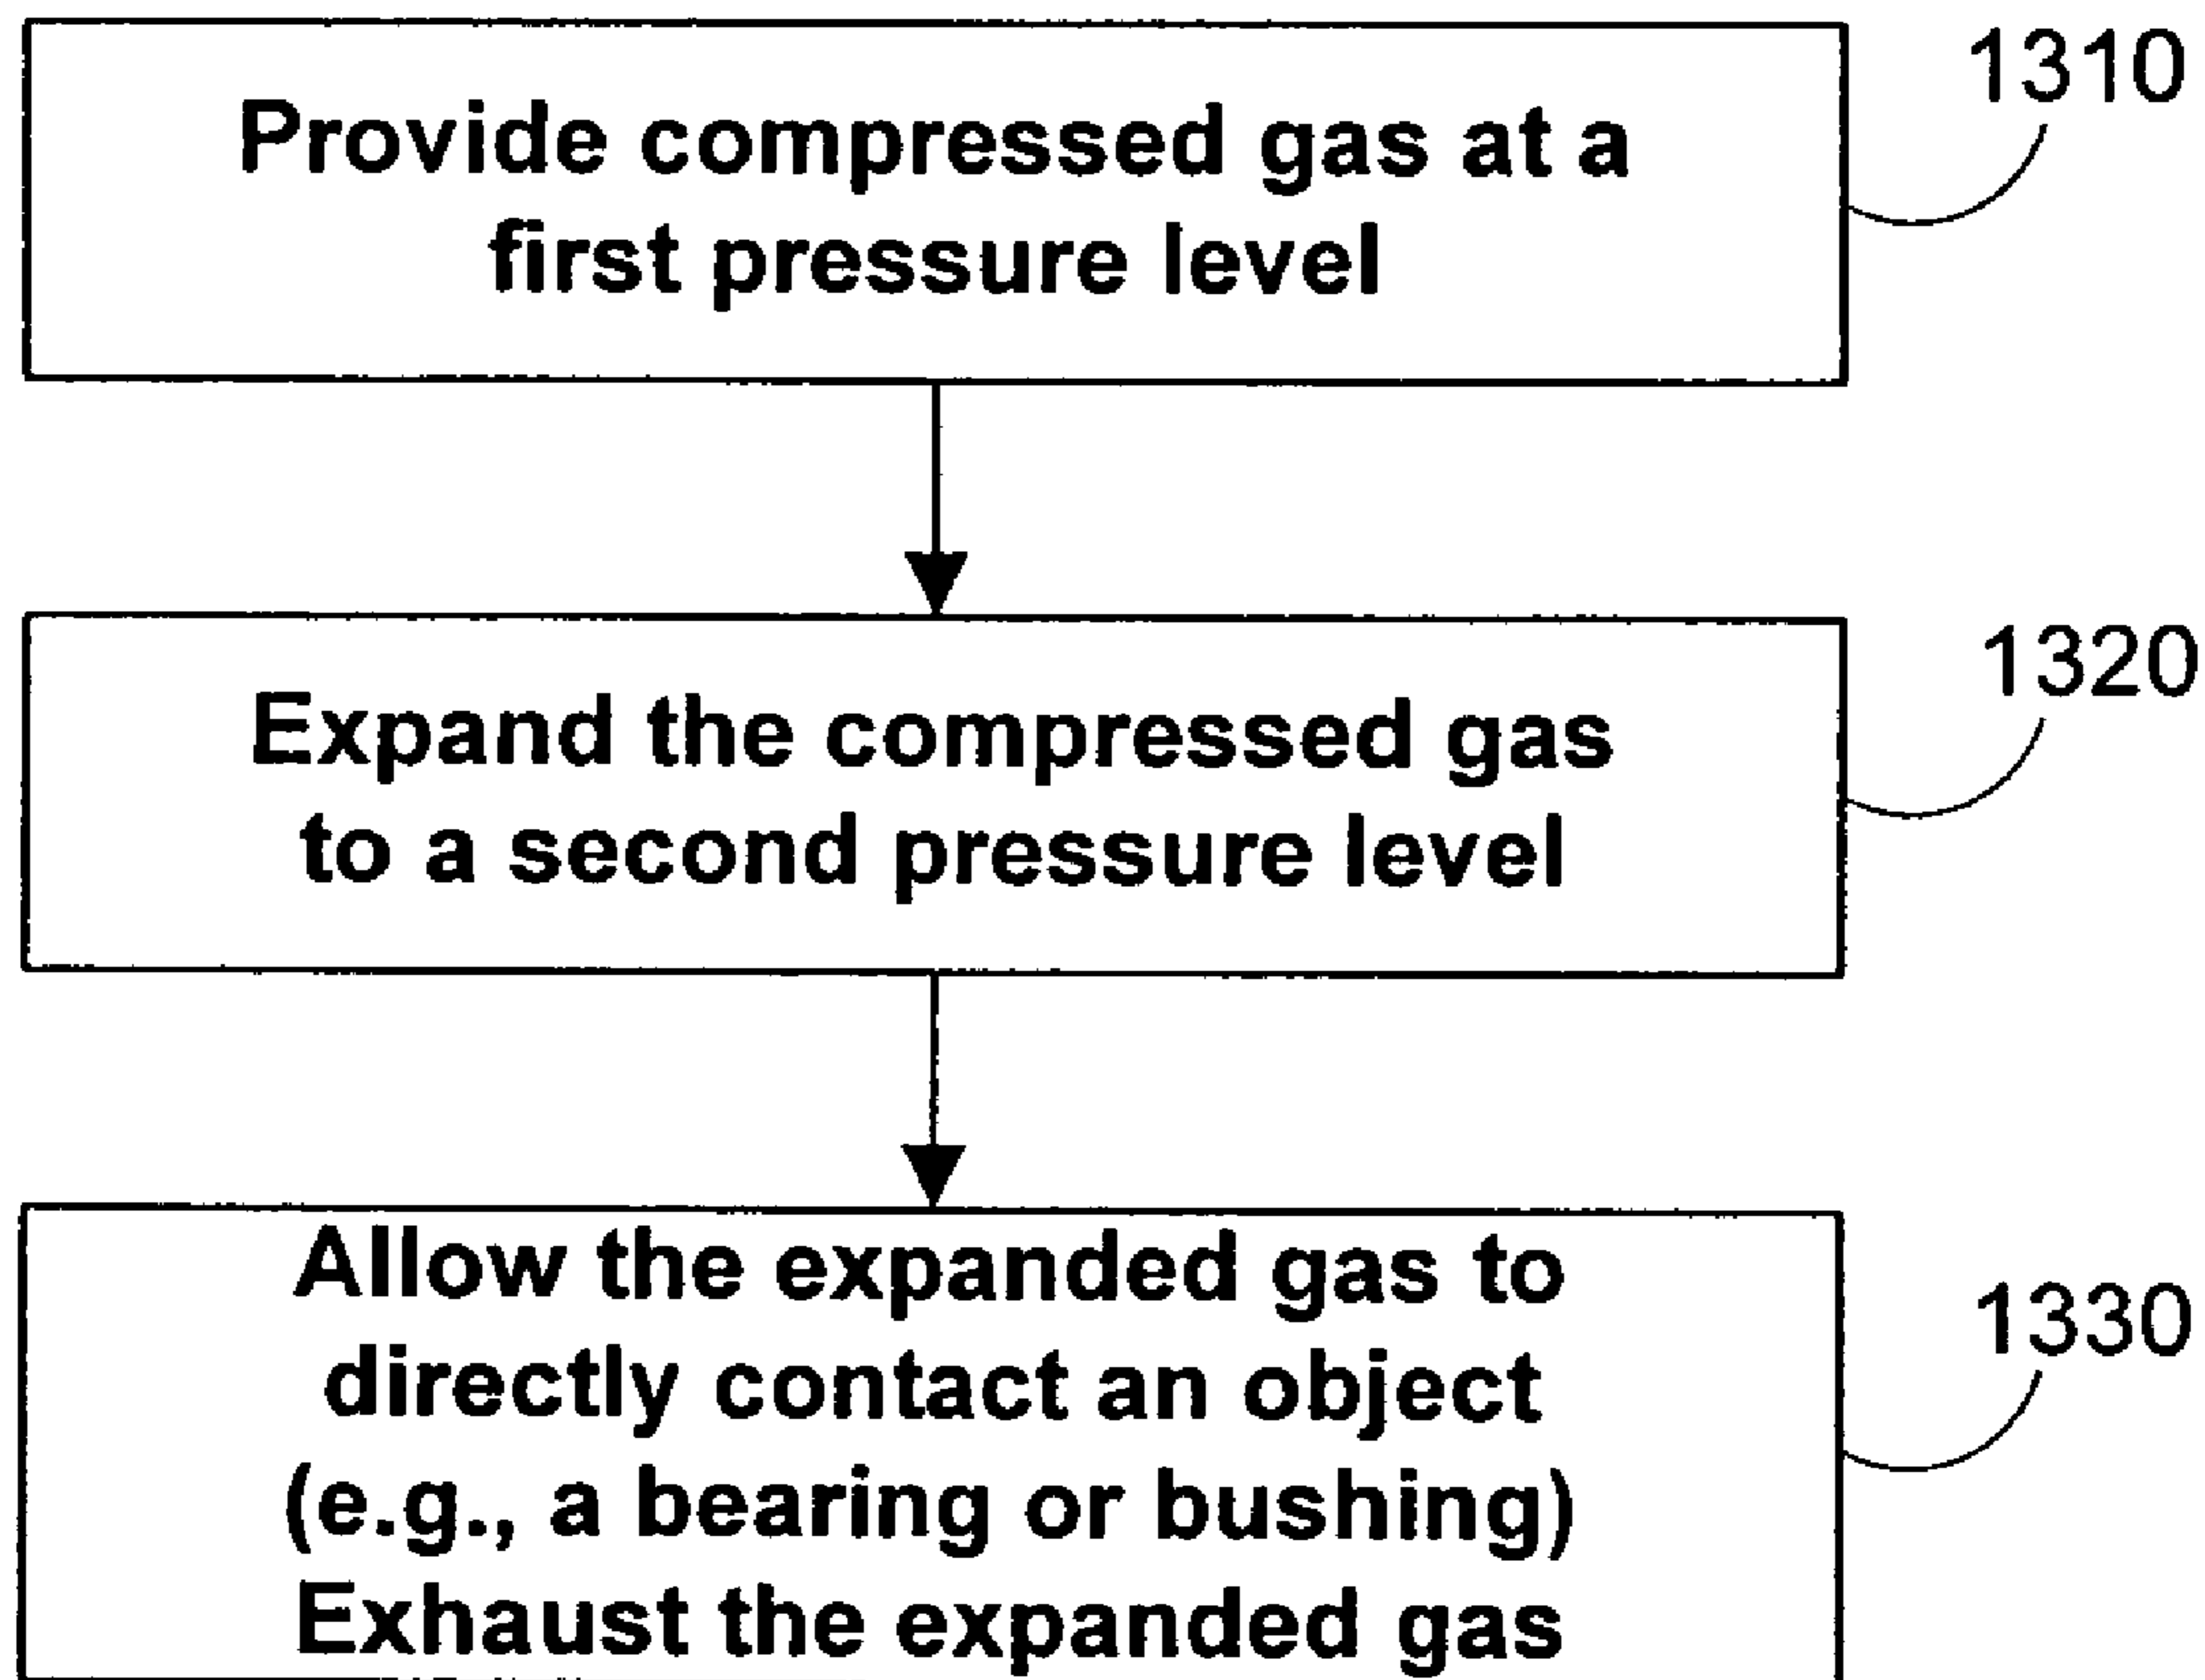 Provide compressed gas at a
first pressure level
1310
Expand the compressed gas
to a second pressure level
1320
Allow the expanded gas to
directly contact an object
(e.g., a bearing or bushing)
Exhaust the expanded gas
1330